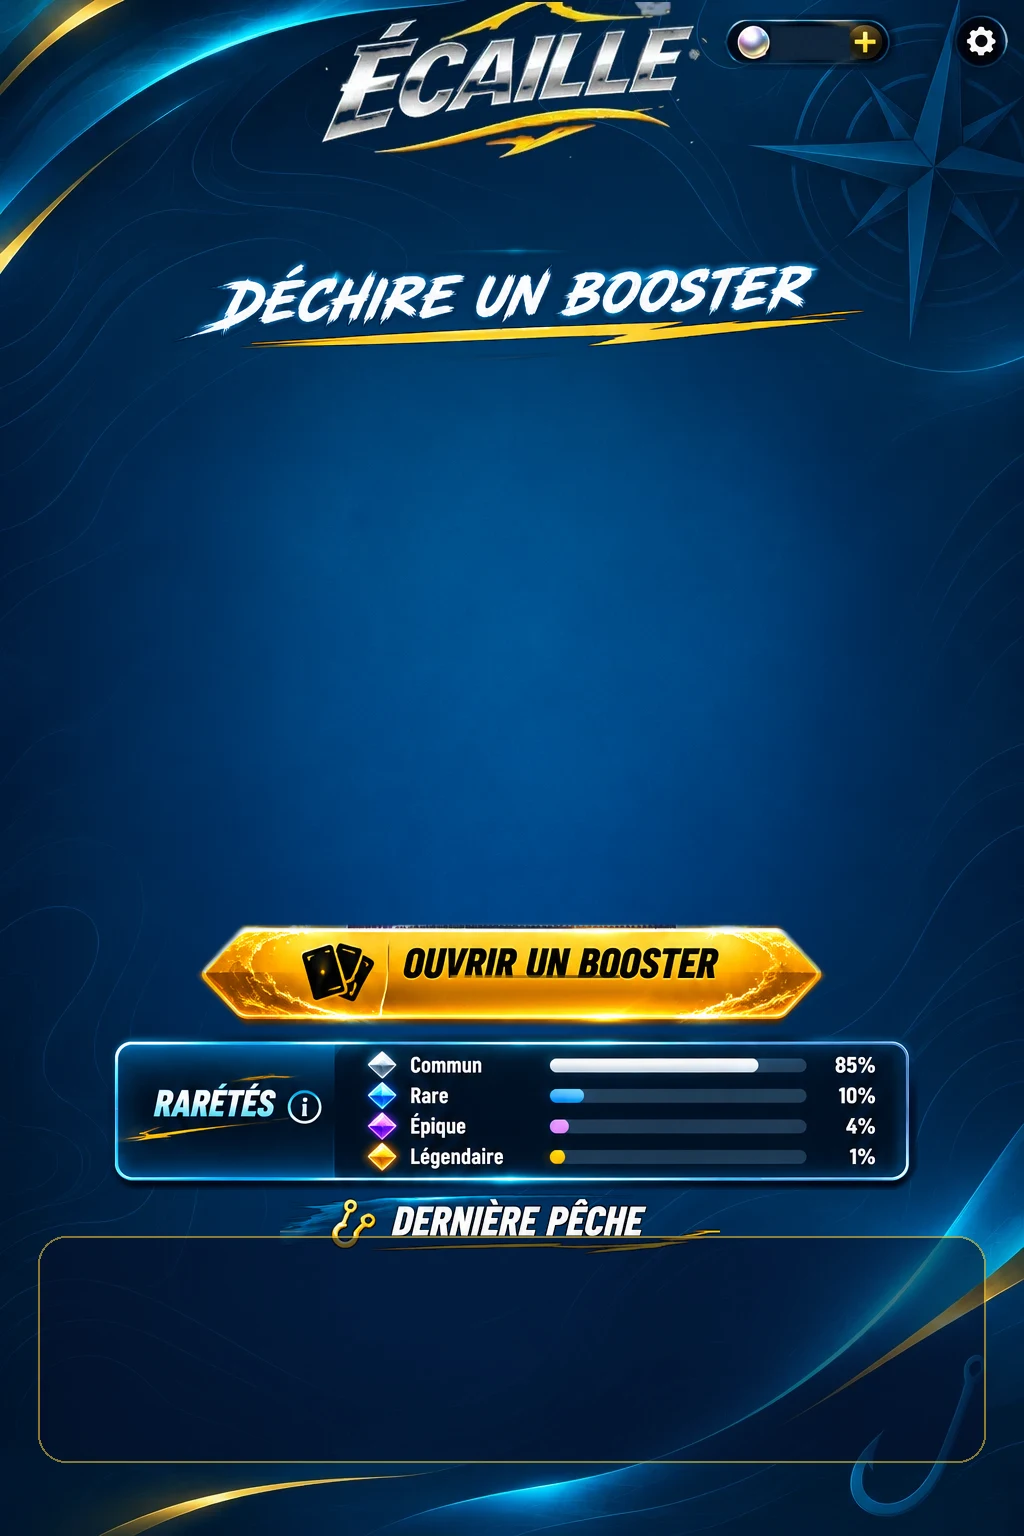 ÉCAILLE
DÉCHIRE UN BOOSTER
OUVRIR UN BOOSTER
RARÉTÉS
Commun 85%
Rare 10%
Épique 4%
Légendaire 1%
DERNIÈRE PÊCHE